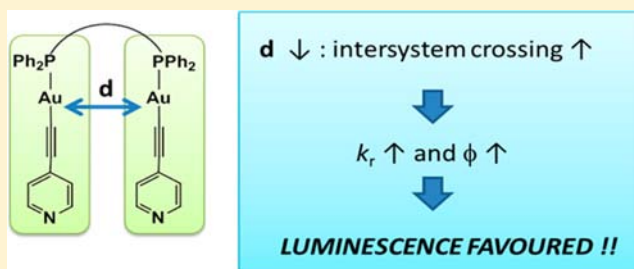 Ph₂P PPh₂
d
Au Au
N N
d ↓ : intersystem crossing ↑
kᵣ ↑ and ϕ ↑
LUMINESCENCE FAVOURED !!